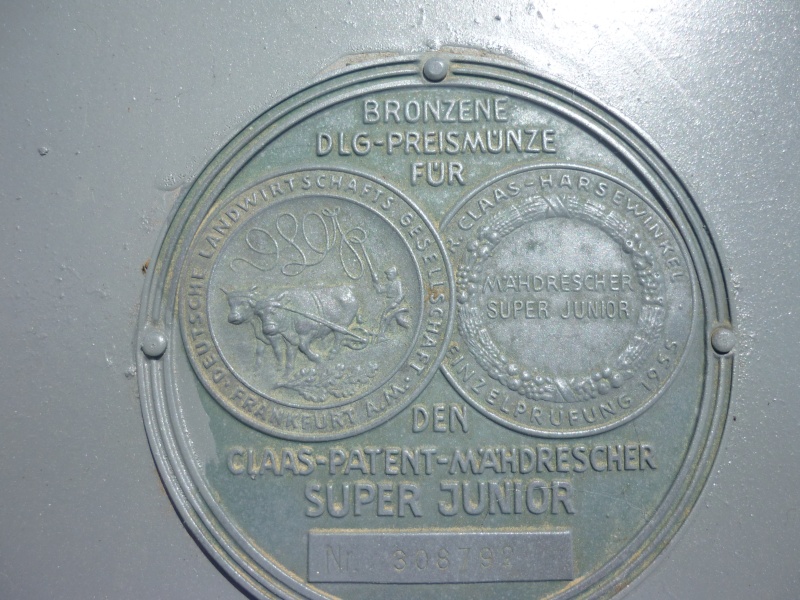 BRONZENE
DLG-PREISMÜNZE
FÜR
DEUTSCHE LANDWIRTSCHAFTS-GESELLSCHAFT
FRANKFURT A.M.
DLG
CLAAS-HARSEWINKEL
MÄHDRESCHER
SUPER JUNIOR
EINZELPRÜFUNG 1955
DEN
CLAAS-PATENT-MÄHDRESCHER
SUPER JUNIOR
Nr.